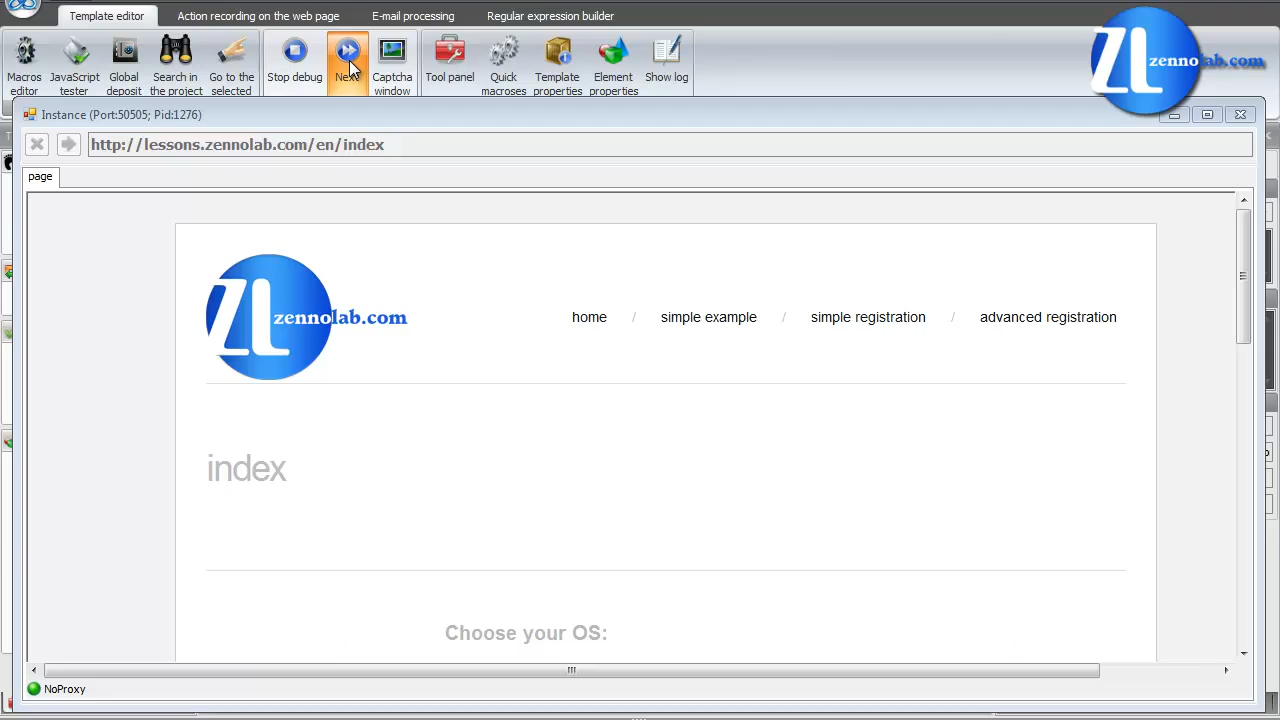 Template editor Action recording on the web page E-mail processing Regular expression builder
Macros editor
JavaScript tester
Global deposit
Search in the project
Go to the selected
Stop debug
Captcha window
Tool panel
Quick macroses
Template properties
Element properties
Show log
ZL zennolab.com
Instance (Port:50505; Pid:1276)
http://lessons.zennolab.com/en/index
page
ZL zennolab.com
home / simple example / simple registration / advanced registration
index
Choose your OS:
NoProxy